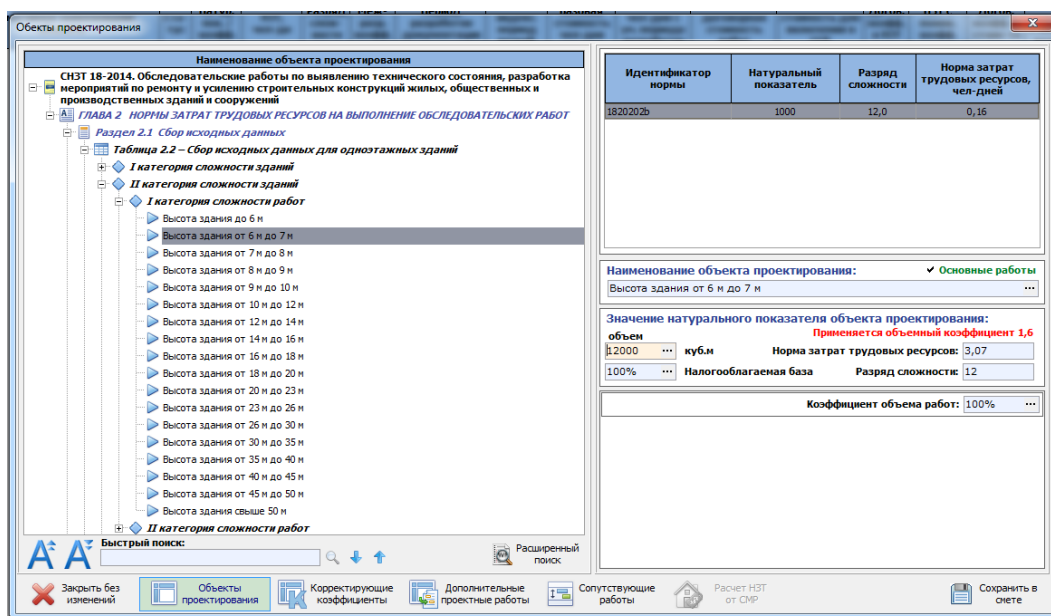 Обекты проектирования
Наименование объекта проектирования
СНЗТ 18-2014. Обследовательские работы по выявлению технического состояния, разработка
мероприятий по ремонту и усилению строительных конструкций жилых, общественных и
производственных зданий и сооружений
ГЛАВА 2 НОРМЫ ЗАТРАТ ТРУДОВЫХ РЕСУРСОВ НА ВЫПОЛНЕНИЕ ОБСЛЕДОВАТЕЛЬСКИХ РАБОТ
Раздел 2.1 Сбор исходных данных
Таблица 2.2 – Сбор исходных данных для одноэтажных зданий
I категория сложности зданий
II категория сложности зданий
I категория сложности работ
Высота здания до 6 м
Высота здания от 6 м до 7 м
Высота здания от 7 м до 8 м
Высота здания от 8 м до 9 м
Высота здания от 9 м до 10 м
Высота здания от 10 м до 12 м
Высота здания от 12 м до 14 м
Высота здания от 14 м до 16 м
Высота здания от 16 м до 18 м
Высота здания от 18 м до 20 м
Высота здания от 20 м до 23 м
Высота здания от 23 м до 26 м
Высота здания от 26 м до 30 м
Высота здания от 30 м до 35 м
Высота здания от 35 м до 40 м
Высота здания от 40 м до 45 м
Высота здания от 45 м до 50 м
Высота здания свыше 50 м
II категория сложности работ
Быстрый поиск:
Расширенный
поиск
Идентификатор
нормы
Натуральный
показатель
Разряд
сложности
Норма затрат
трудовых ресурсов,
чел-дней
1820202b 1000 12,0 0,16
Наименование объекта проектирования: ✔ Основные работы
Высота здания от 6 м до 7 м ...
Значение натурального показателя объекта проектирования:
Применяется объемный коэффициент 1,6
объем
12000 ... куб.м Норма затрат трудовых ресурсов: 3,07
100% ... Налогооблагаемая база Разряд сложности: 12
Коэффициент объема работ: 100% ...
Закрыть без
изменений
Объекты
проектирования
Корректирующие
коэффициенты
Дополнительные
проектные работы
Сопутствующие
работы
Расчет НЗТ
от СМР
Сохранить в
смете